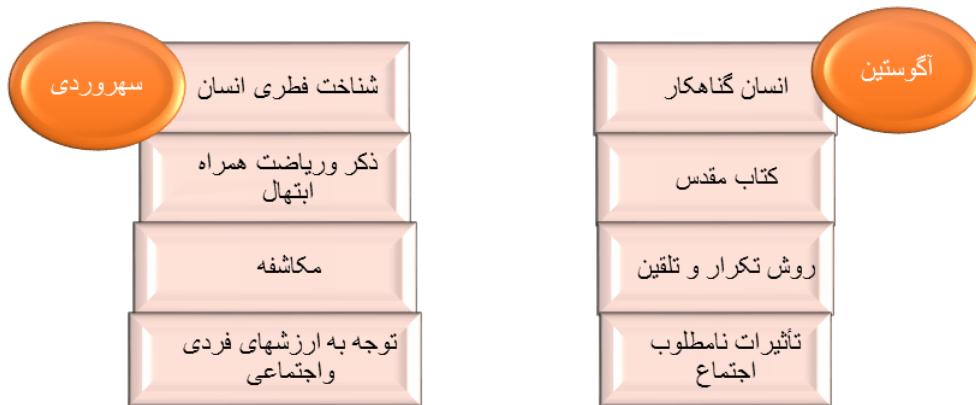 آگوستین
انسان گناهکار
کتاب مقدس
روش تکرار و تلقین
تأثیرات نامطلوب
اجتماع
سهروردی
شناخت فطری انسان
ذکر وریاضت همراه
ابتهال
مکاشفه
توجه به ارزشهای فردی
واجتماعی